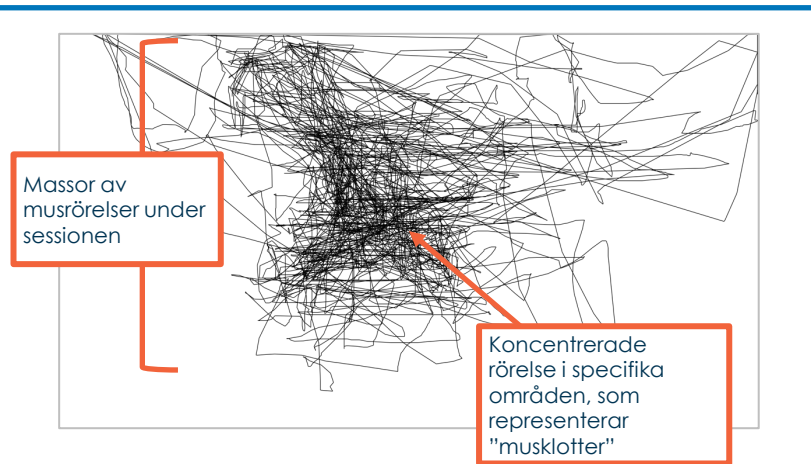 Massor av
musrörelser under
sessionen
Koncentrerade
rörelse i specifika
områden, som
representerar
”musklotter”